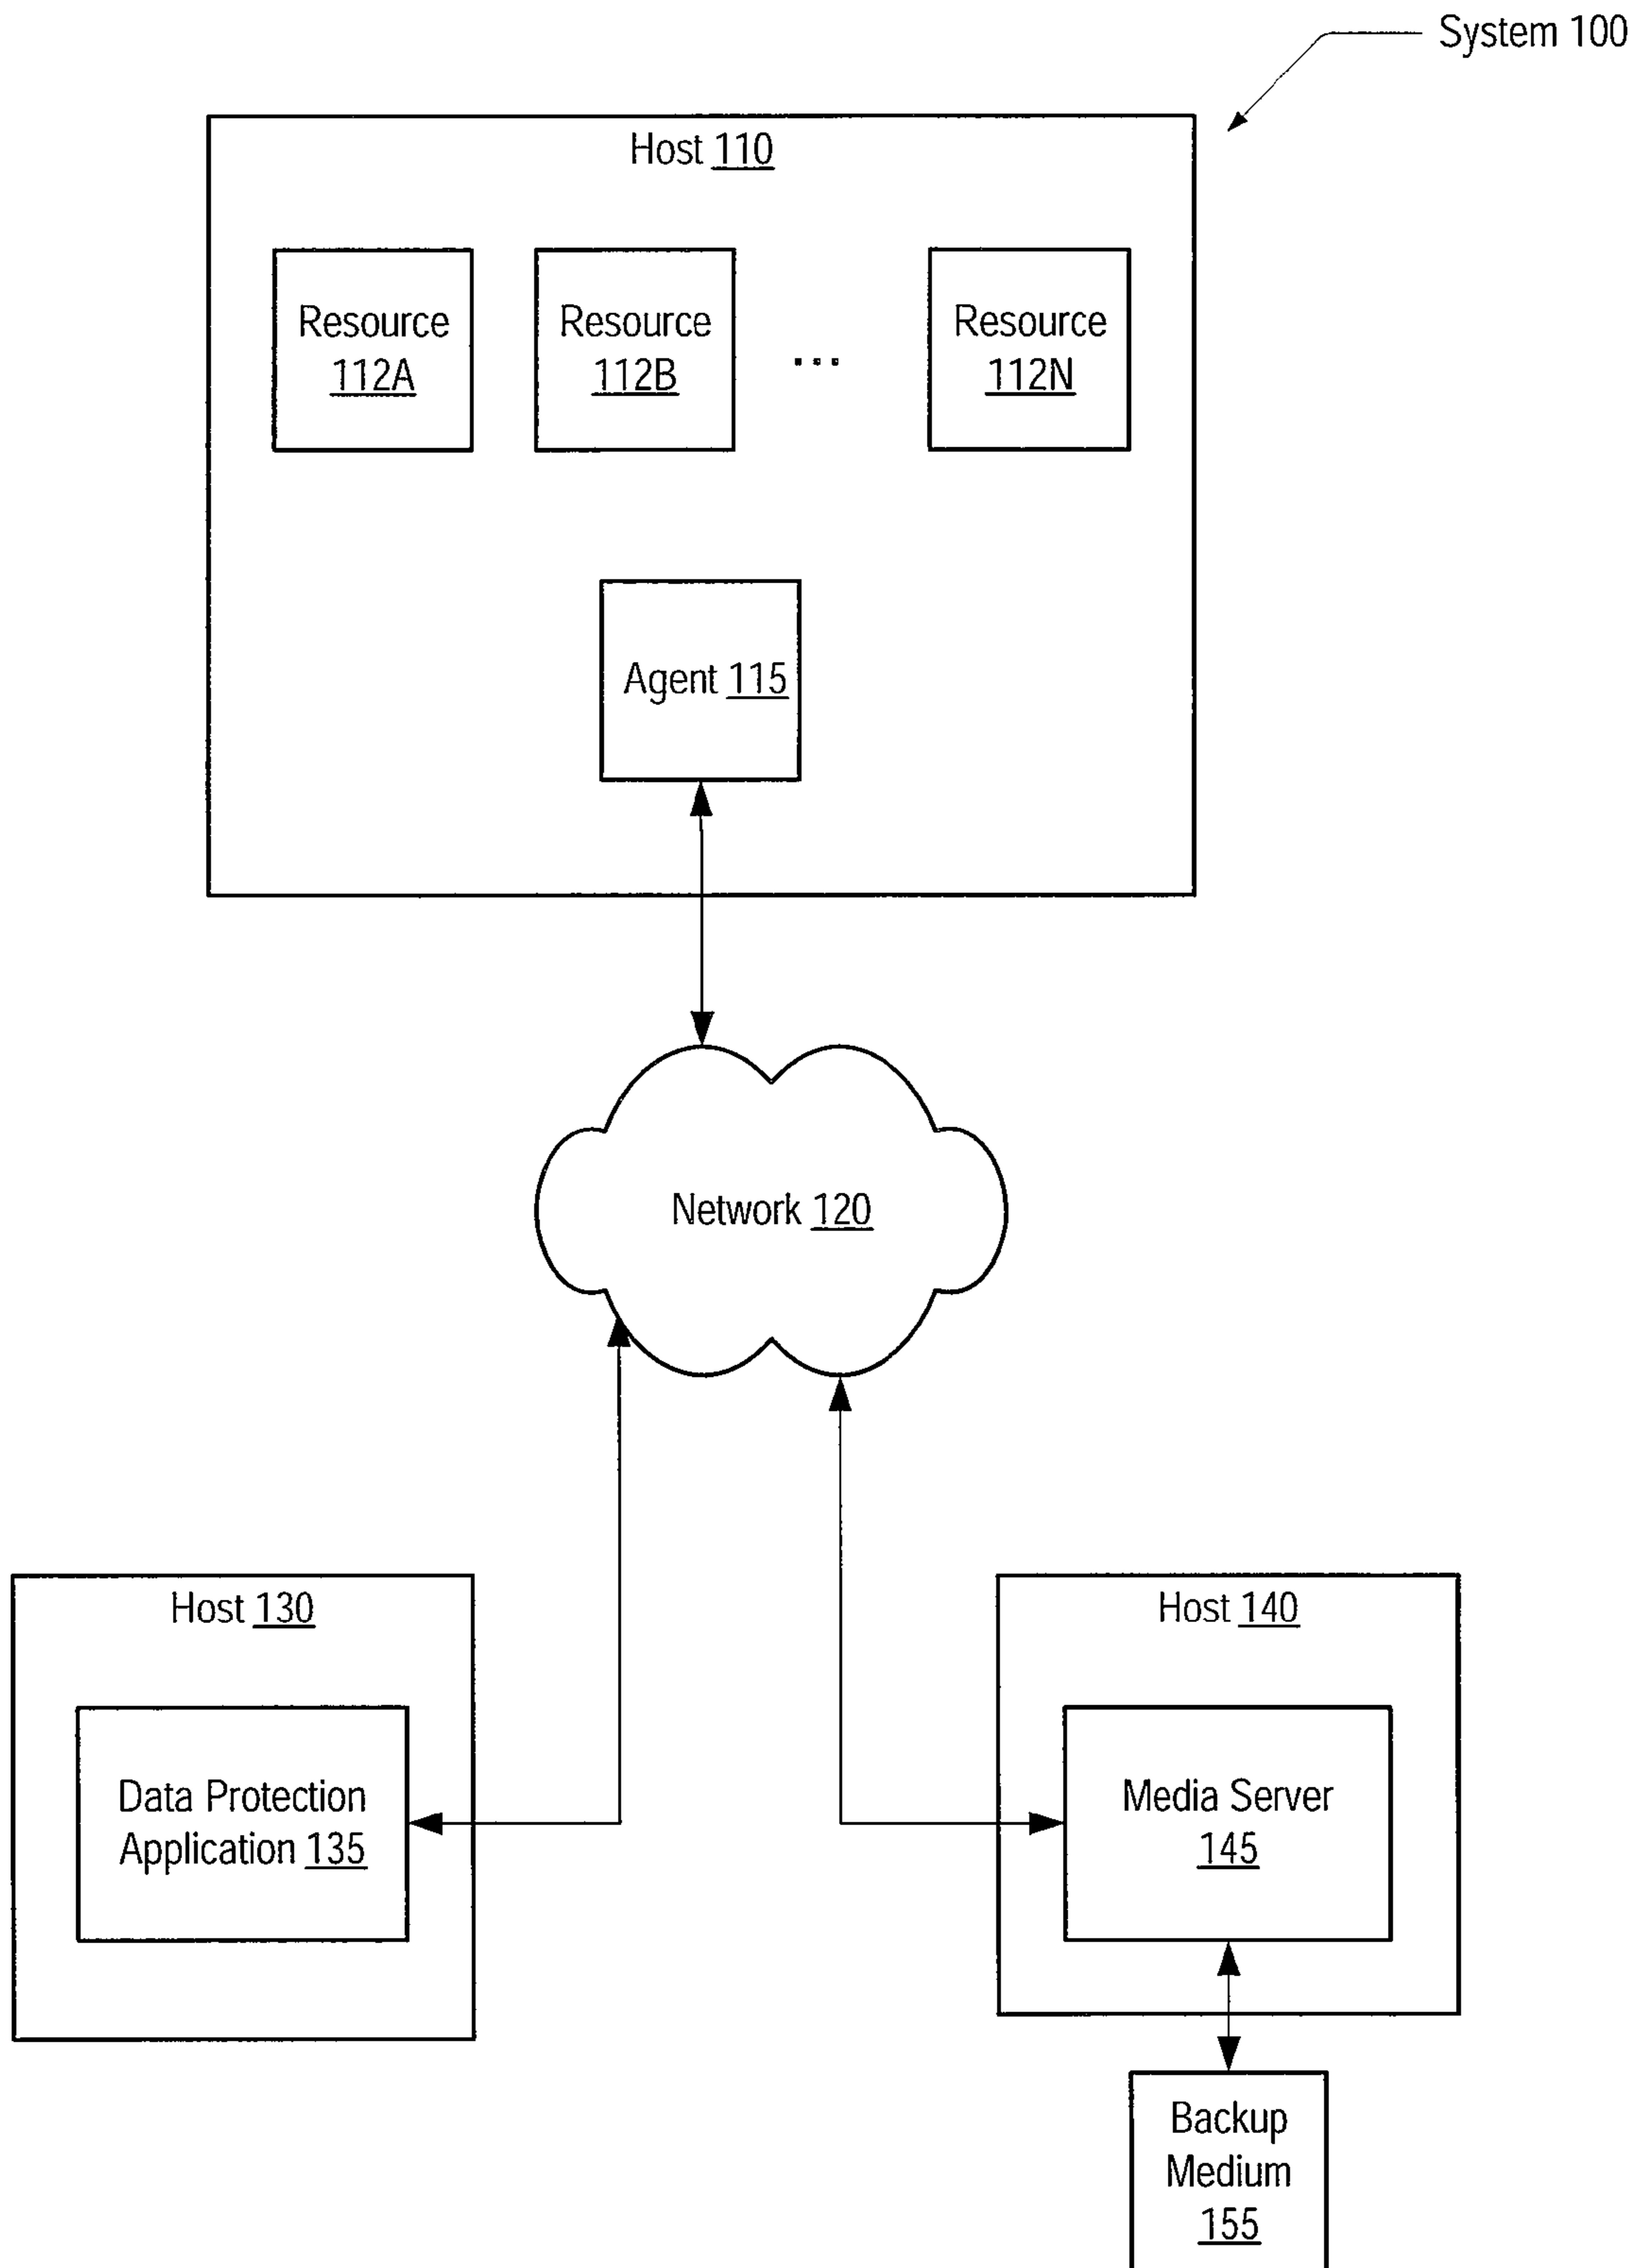 System 100
Host 110
Resource
112A
Resource
112B
...
Resource
112N
Agent 115
Network 120
Host 130
Data Protection
Application 135
Host 140
Media Server
145
Backup
Medium
155